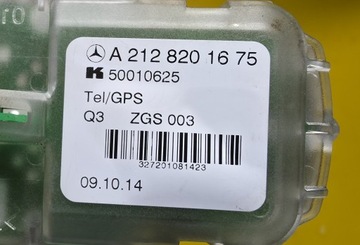 A 212 820 16 75
K 50010625
Tel/GPS
Q3 ZGS 003
327201081423
09.10.14